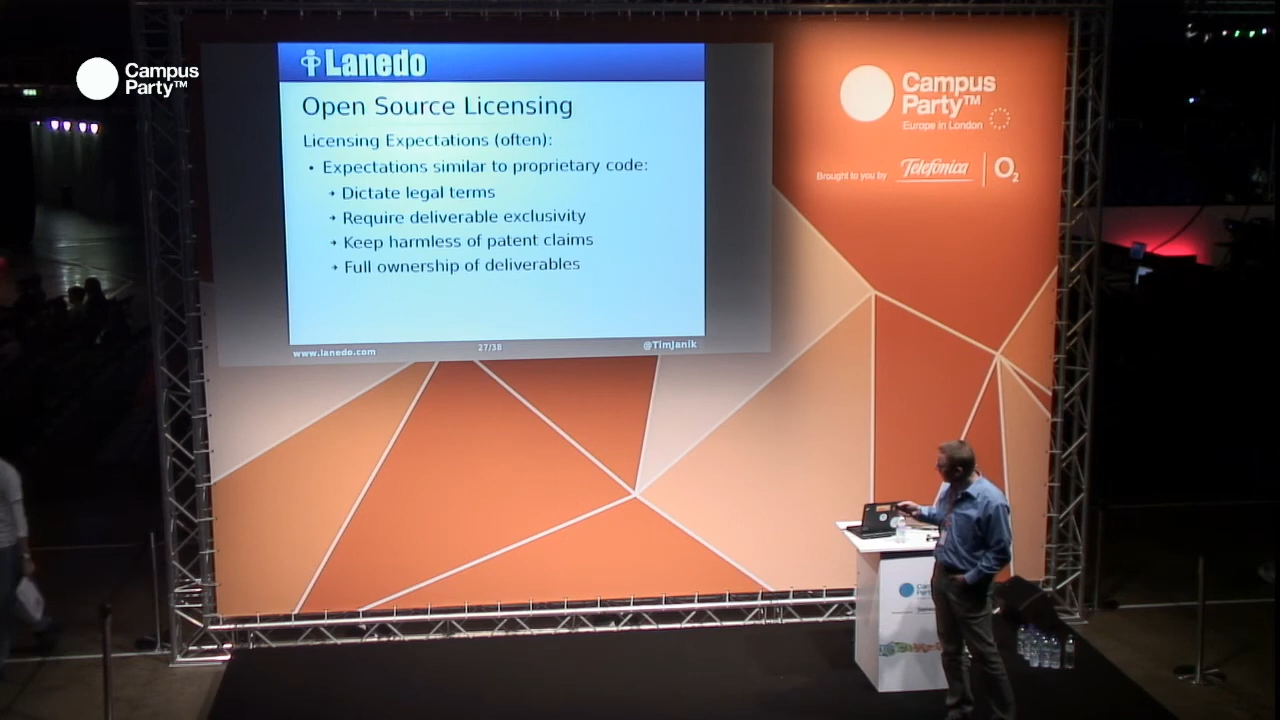 Campus
Party™
Lanedo
Open Source Licensing
Licensing Expectations (often):
• Expectations similar to proprietary code:
➝ Dictate legal terms
➝ Require deliverable exclusivity
➝ Keep harmless of patent claims
➝ Full ownership of deliverables
www.lanedo.com
27/38
@TimJanik
Campus
Party™
Europe in London
Brought to you by Telefónica O2